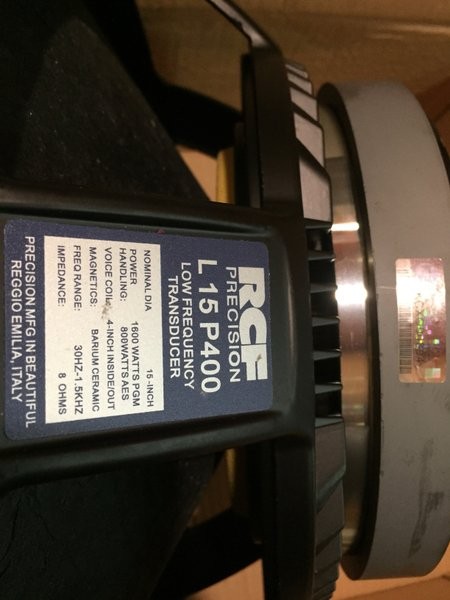 RCF
PRECISION
L 15 P400
LOW FREQUENCY
TRANSDUCER
NOMINAL DIA 15 -INCH
POWER 1600 WATTS PGM
HANDLING: 800WATTS AES
VOICE COIL: 4-INCH INSIDE/OUT
MAGNETICS: BARIUM CERAMIC
FREQ RANGE: 30HZ-1.5KHZ
IMPEDANCE: 8 OHMS
PRECISION MFG IN BEAUTIFUL
REGGIO EMILIA, ITALY